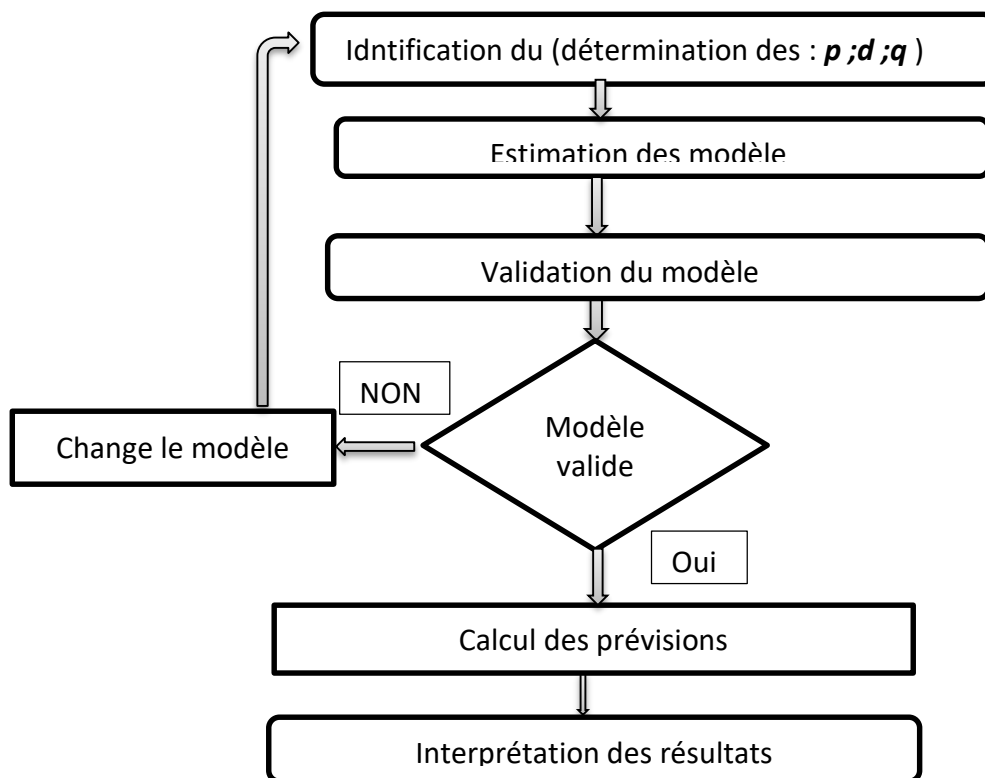 Idntification du (détermination des : p ;d ;q )
Estimation des modèle
Validation du modèle
NON
Change le modèle
Modèle
valide
Oui
Calcul des prévisions
Interprétation des résultats